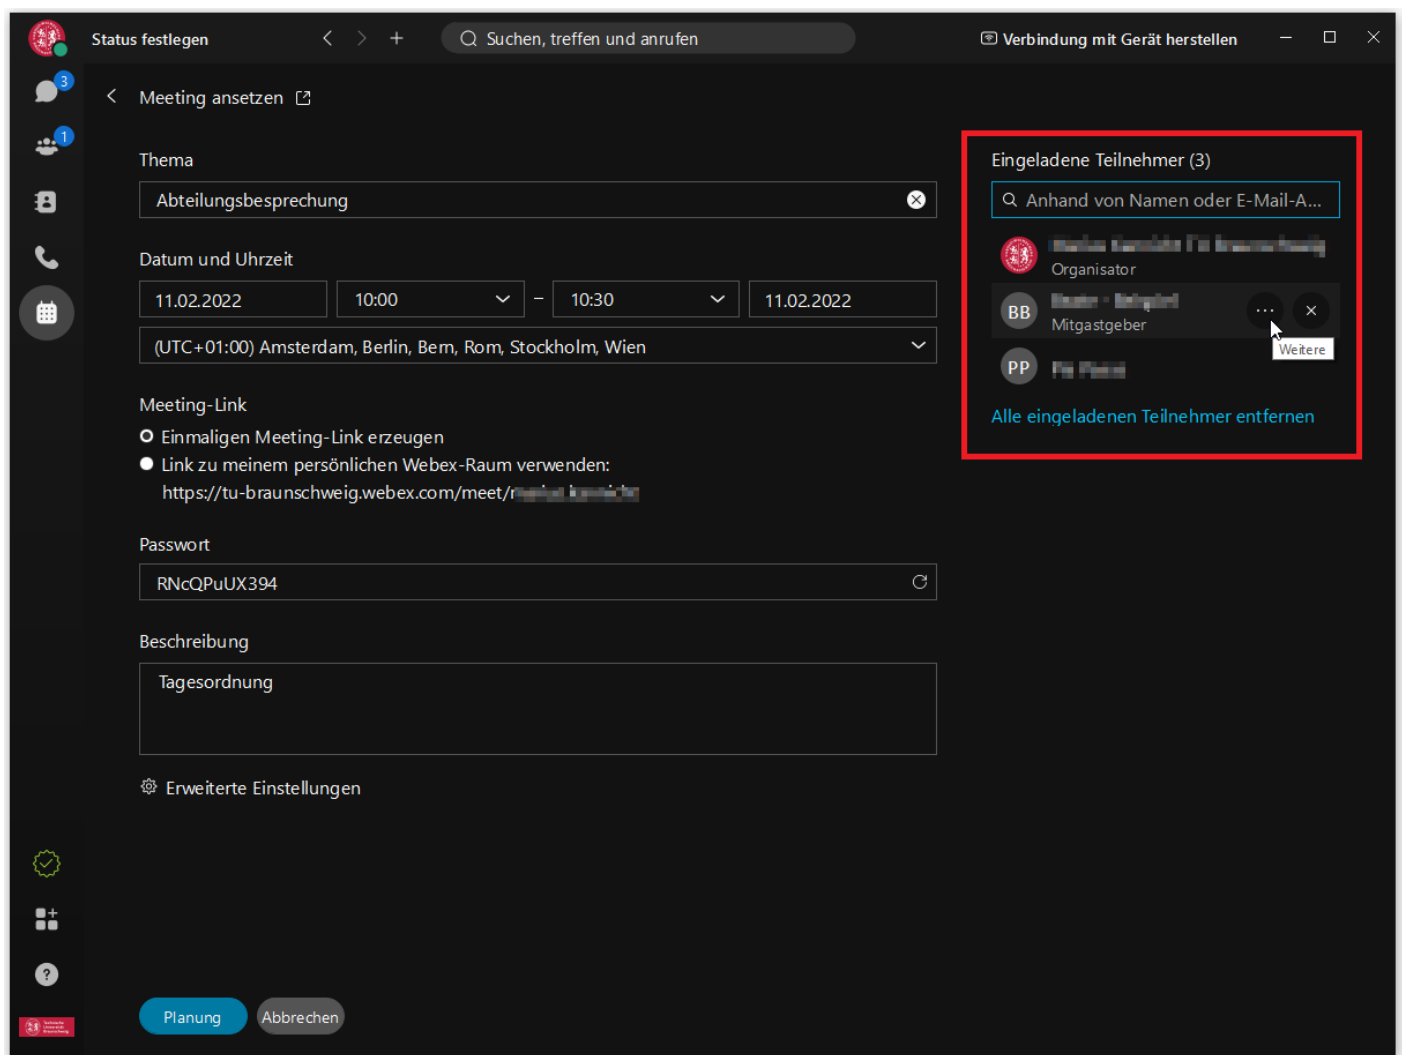 Status festlegen
Suchen, treffen und anrufen
Verbindung mit Gerät herstellen
3
Meeting ansetzen
1
Thema
Abteilungsbesprechung
Datum und Uhrzeit
11.02.2022 10:00 – 10:30 11.02.2022
(UTC+01:00) Amsterdam, Berlin, Bern, Rom, Stockholm, Wien
Meeting-Link
Einmaligen Meeting-Link erzeugen
Link zu meinem persönlichen Webex-Raum verwenden:
https://tu-braunschweig.webex.com/meet/
Passwort
RNcQPuUX394
Beschreibung
Tagesordnung
Erweiterte Einstellungen
Planung
Abbrechen
Eingeladene Teilnehmer (3)
Anhand von Namen oder E-Mail-A...
Organisator
BB
Mitgastgeber
Weitere
PP
Alle eingeladenen Teilnehmer entfernen